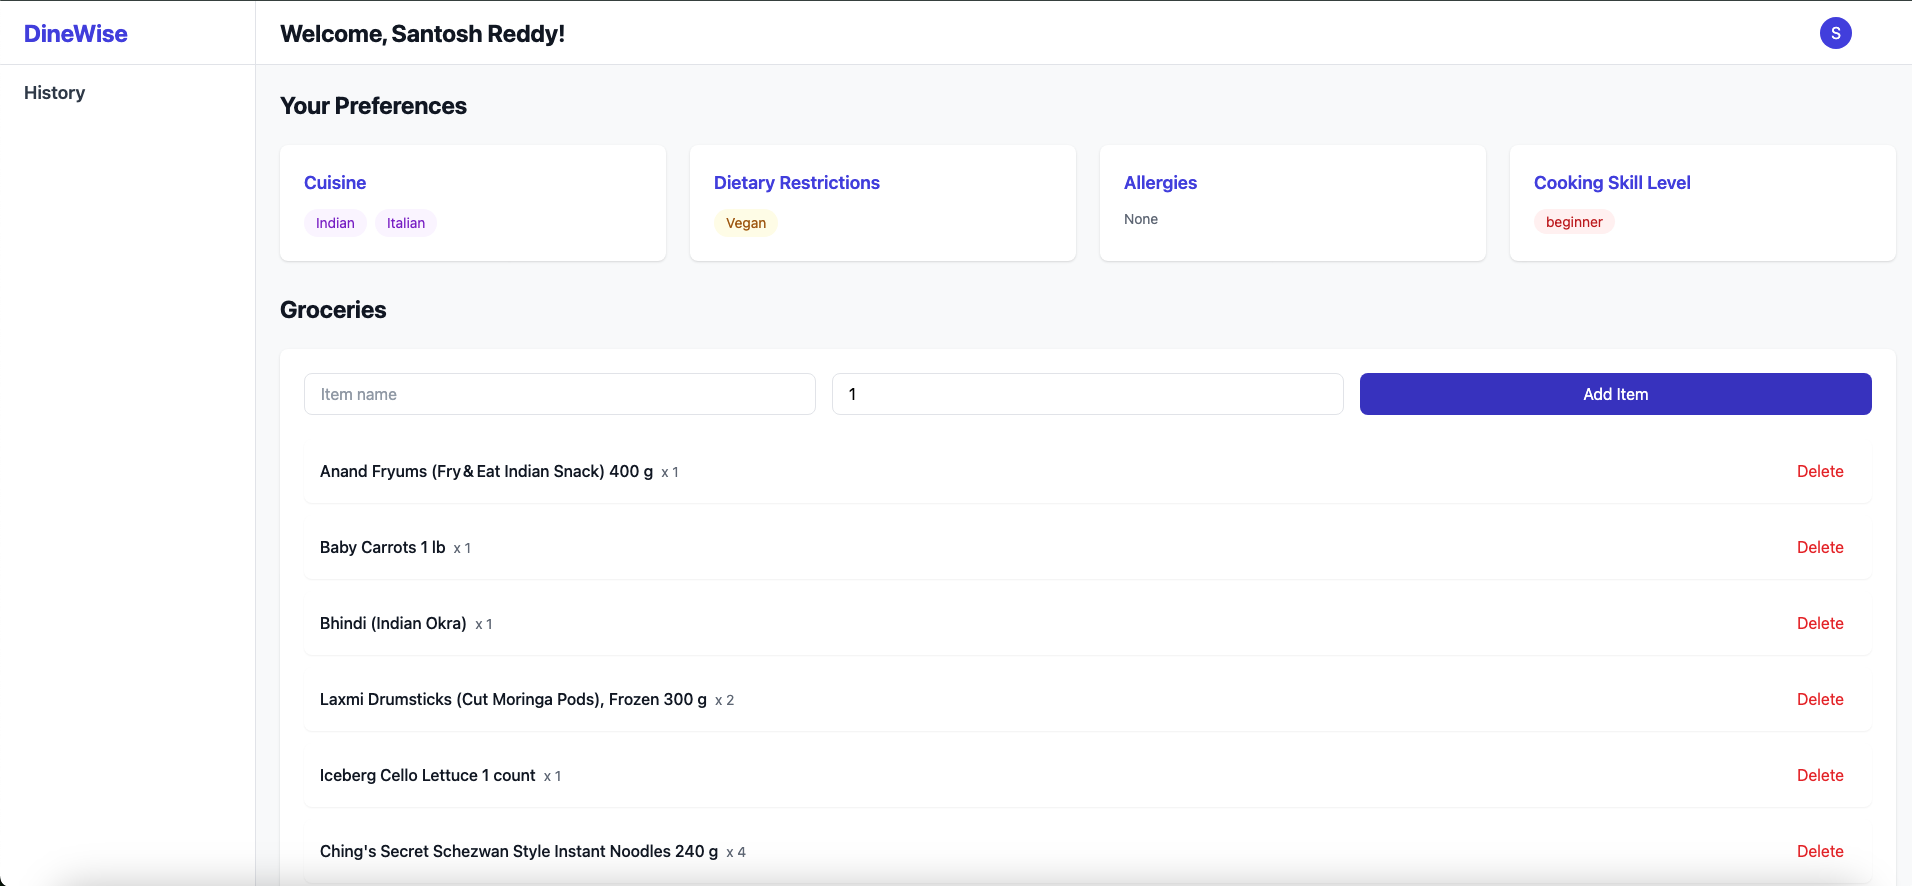 DineWise
Welcome, Santosh Reddy!
S
History
Your Preferences
Cuisine
Indian Italian
Dietary Restrictions
Vegan
Allergies
None
Cooking Skill Level
beginner
Groceries
Item name
1
Add Item
Anand Fryums (Fry & Eat Indian Snack) 400 g x 1 Delete
Baby Carrots 1 lb x 1 Delete
Bhindi (Indian Okra) x 1 Delete
Laxmi Drumsticks (Cut Moringa Pods), Frozen 300 g x 2 Delete
Iceberg Cello Lettuce 1 count x 1 Delete
Ching's Secret Schezwan Style Instant Noodles 240 g x 4 Delete